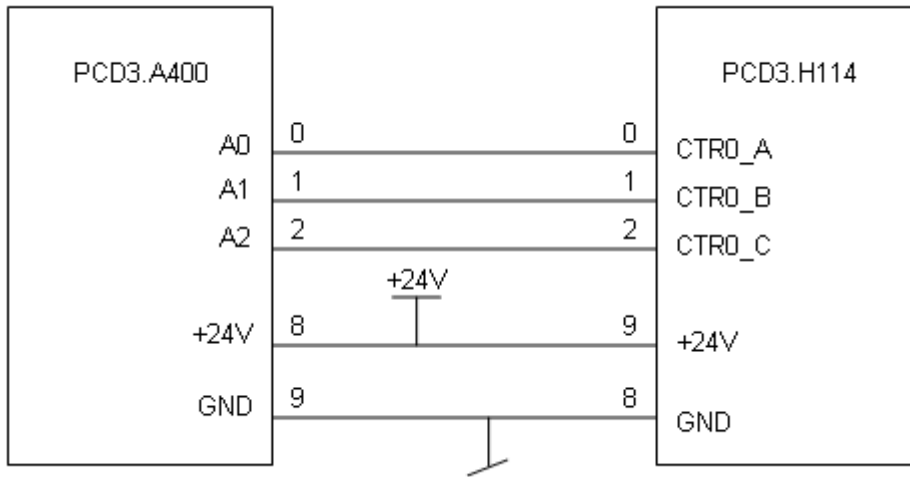 PCD3.A400 PCD3.H114
A0 0 0 CTR0_A
A1 1 1 CTR0_B
A2 2 2 CTR0_C
+24V
+24V 8 9 +24V
GND 9 8 GND